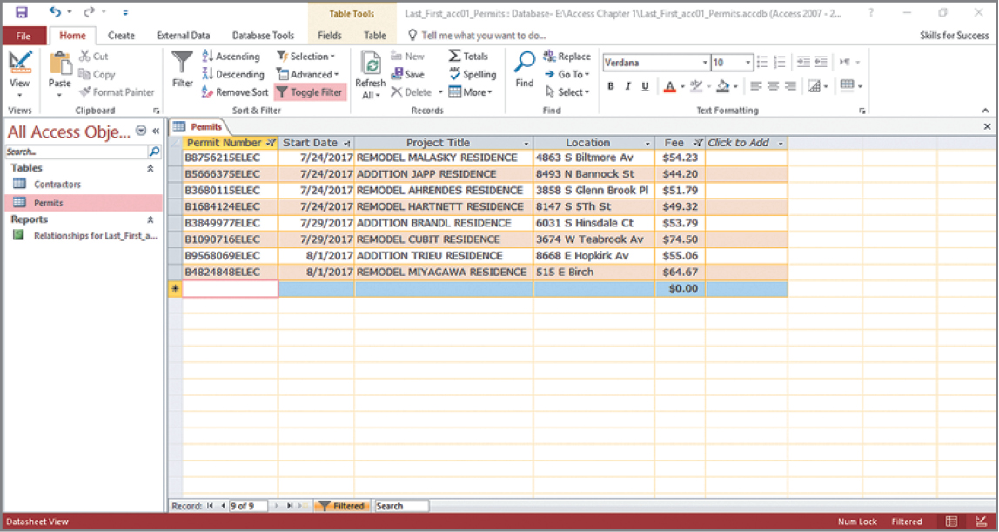 Table Tools
Last_First_acc01_Permits : Database- E:\Access Chapter 1\Last_First_acc01_Permits.accdb (Access 2007 - 2...
?
File Home Create External Data Database Tools Fields Table Tell me what you want to do... Skills for Success
View
Views
Paste
Cut
Copy
Format Painter
Clipboard
Filter
Ascending
Descending
Remove Sort
Selection
Advanced
Toggle Filter
Sort & Filter
Refresh
All
New
Save
Delete
Totals
Spelling
More
Records
Find
Replace
Go To
Select
Find
Verdana 10
B I U A
Text Formatting
All Access Obje...
Search...
Tables
Contractors
Permits
Reports
Relationships for Last_First_a...
Permits
Permit Number Start Date Project Title Location Fee Click to Add
B8756215ELEC 7/24/2017 REMODEL MALASKY RESIDENCE 4863 S Biltmore Av $54.23
B5666375ELEC 7/24/2017 ADDITION JAPP RESIDENCE 8493 N Bannock St $44.20
B3680115ELEC 7/24/2017 REMODEL AHRENDES RESIDENCE 3858 S Glenn Brook Pl $51.79
B1684124ELEC 7/24/2017 REMODEL HARTNETT RESIDENCE 8147 S 5Th St $49.32
B3849977ELEC 7/29/2017 ADDITION BRANDL RESIDENCE 6031 S Hinsdale Ct $53.79
B1090716ELEC 7/29/2017 REMODEL CUBIT RESIDENCE 3674 W Teabrook Av $74.50
B9568069ELEC 8/1/2017 ADDITION TRIEU RESIDENCE 8668 E Hopkirk Av $55.06
B4824848ELEC 8/1/2017 REMODEL MIYAGAWA RESIDENCE 515 E Birch $64.67
* $0.00
Record: 9 of 9 Filtered Search
Datasheet View Num Lock Filtered